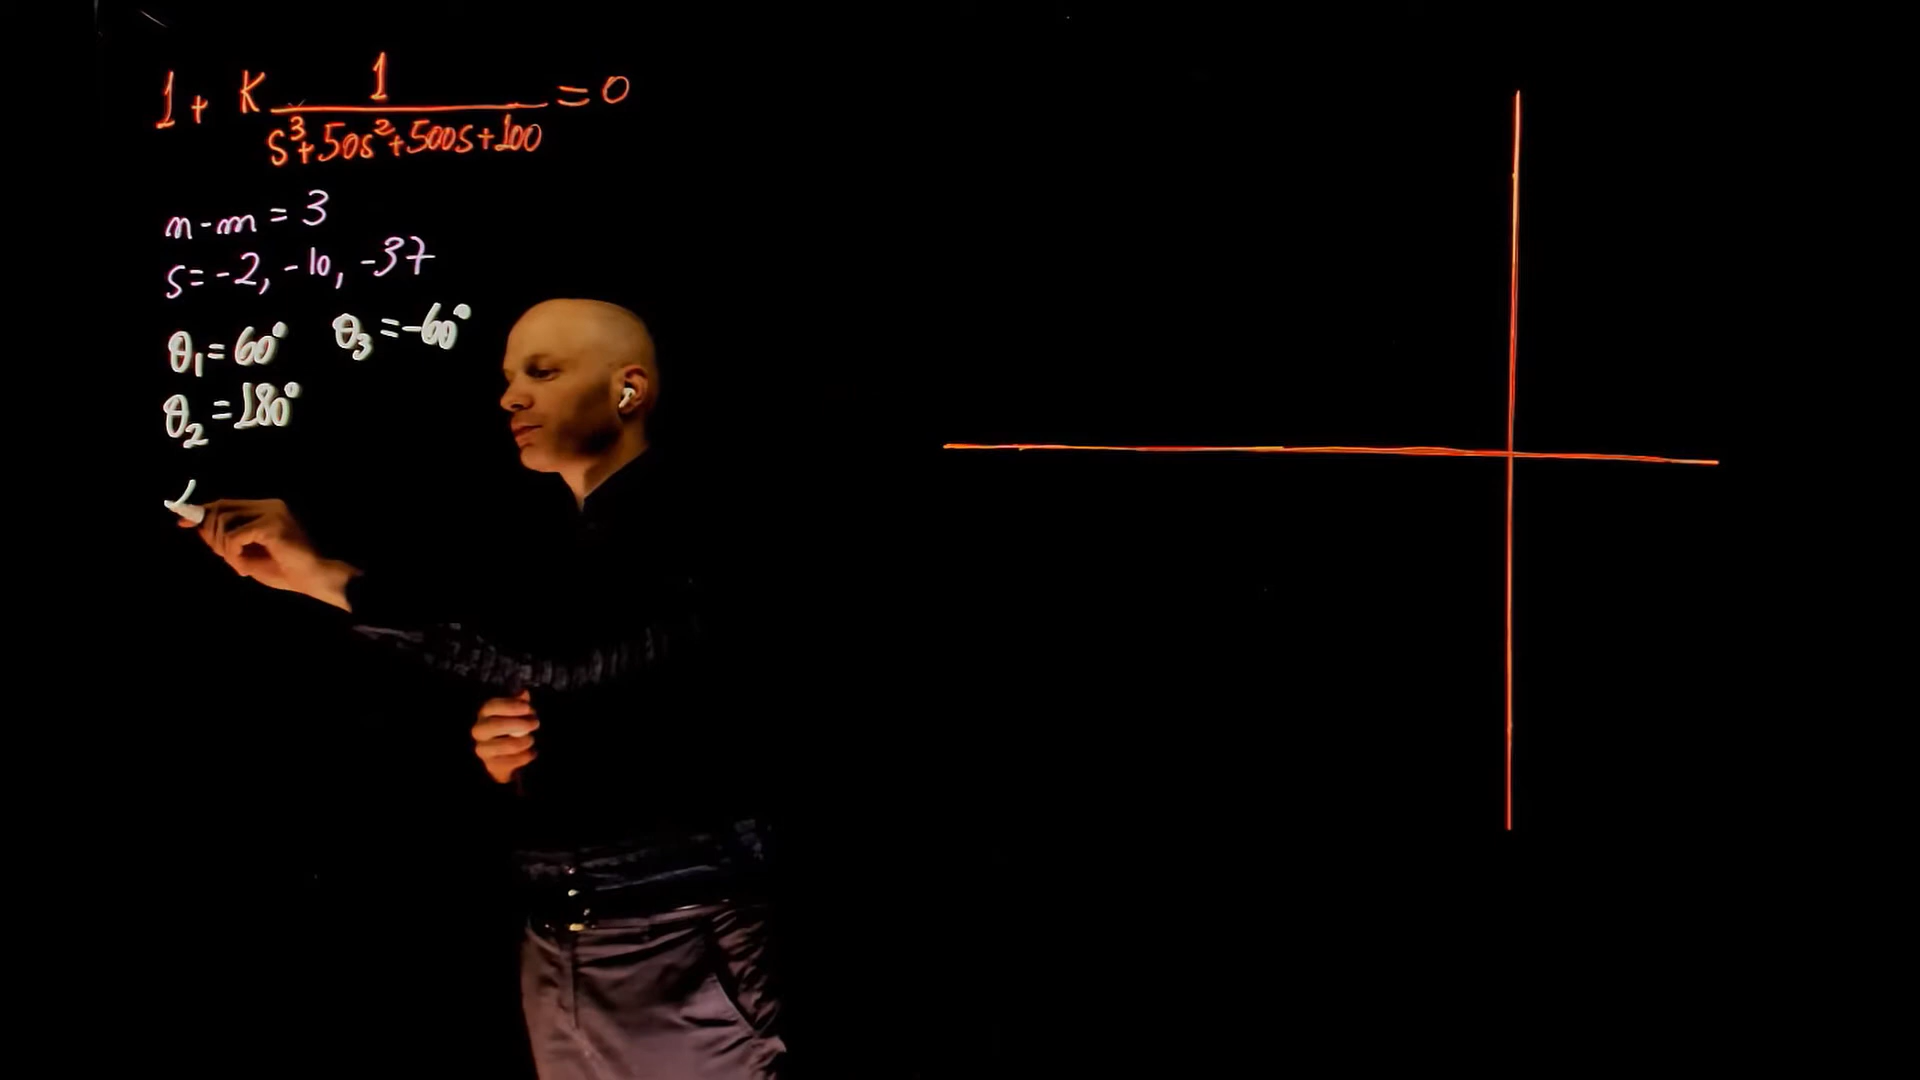 1 + K 1/(s³+50s²+500s+100) = 0
n-m = 3
s = -2, -10, -37
θ₁ = 60° θ₃ = -60°
θ₂ = 180°